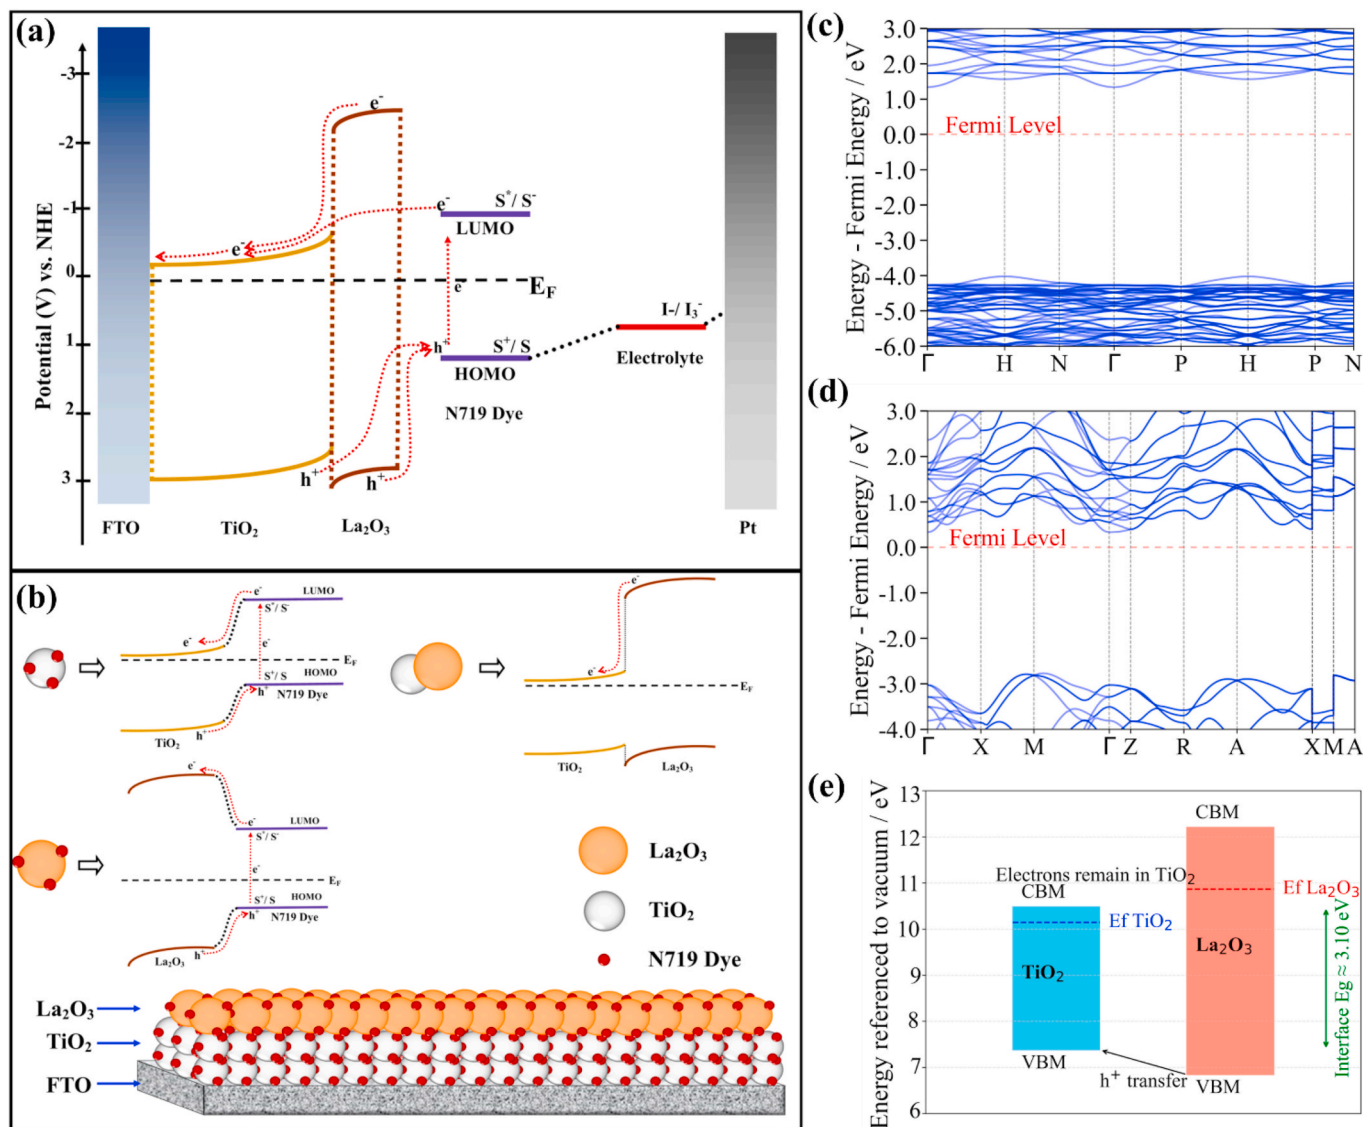 (a)
Potential (V) vs. NHE
-3
-2
-1
0
1
2
3
e-
e-
e-
S*/ S-
LUMO
EF
e
I-/ I3-
Electrolyte
h+
S+/ S
HOMO
N719 Dye
h+
h+
FTO
TiO2
La2O3
Pt
(b)
e-
LUMO
S*/ S-
e-
e-
EF
S+/ S
HOMO
h+
N719 Dye
TiO2
h+
e-
e-
EF
TiO2
La2O3
e-
e-
LUMO
S*/ S-
e-
EF
S+/ S
HOMO
h+
N719 Dye
La2O3
h+
La2O3
TiO2
N719 Dye
La2O3
TiO2
FTO
(c)
Energy - Fermi Energy / eV
3.0
2.0
1.0
0.0
-1.0
-2.0
-3.0
-4.0
-5.0
-6.0
Fermi Level
Γ H N Γ P H P N
(d)
Energy - Fermi Energy / eV
3.0
2.0
1.0
0.0
-1.0
-2.0
-3.0
-4.0
Fermi Level
Γ X M Γ Z R A X M A
(e)
Energy referenced to vacuum / eV
13
12
11
10
9
8
7
6
CBM
Electrons remain in TiO2
CBM
Ef La2O3
Ef TiO2
La2O3
TiO2
Interface Eg ≈ 3.10 eV
VBM
h+ transfer
VBM